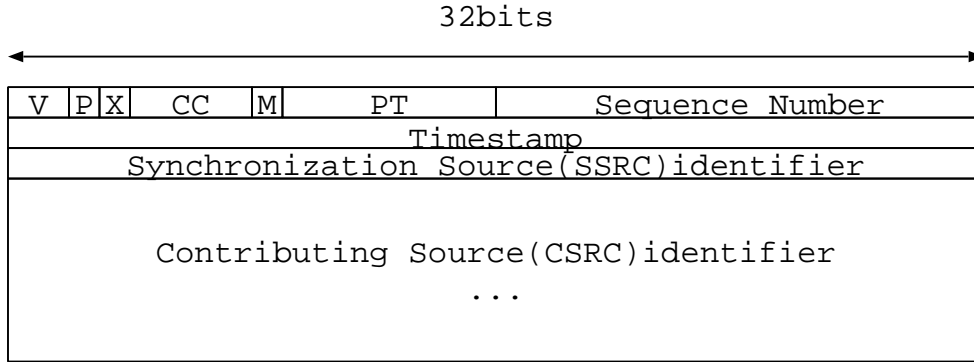 32bits
V P X CC M PT Sequence Number
Timestamp
Synchronization Source(SSRC)identifier
Contributing Source(CSRC)identifier
...